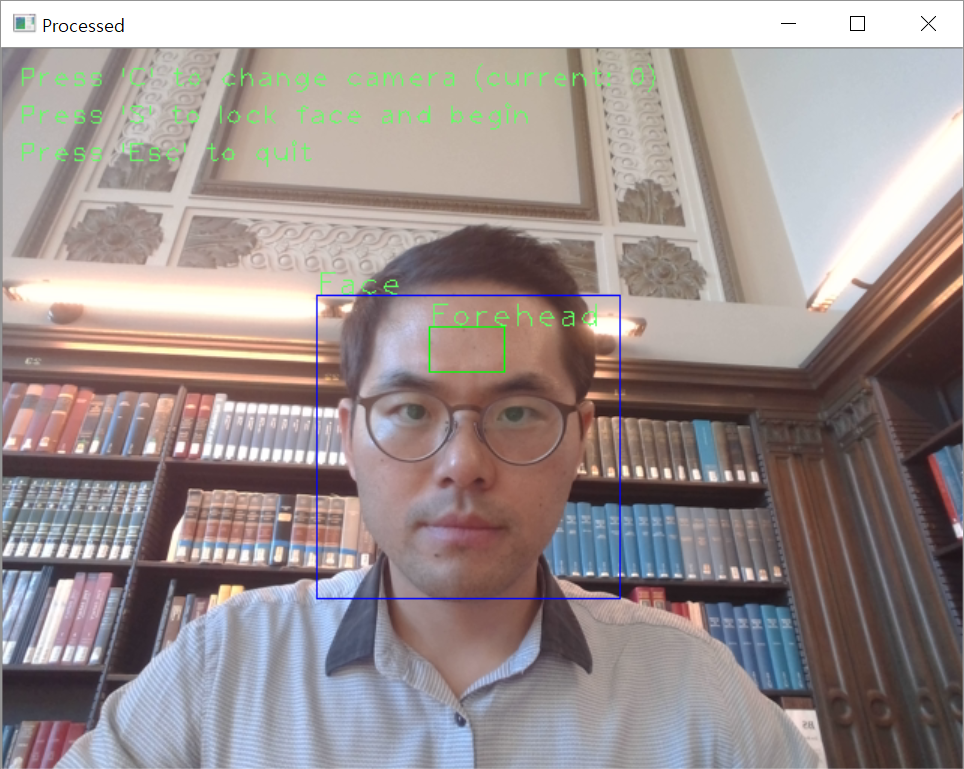 Processed
Press 'C' to change camera (current: 0)
Press 'S' to lock face and begin
Press 'Esc' to quit
Face
Forehead